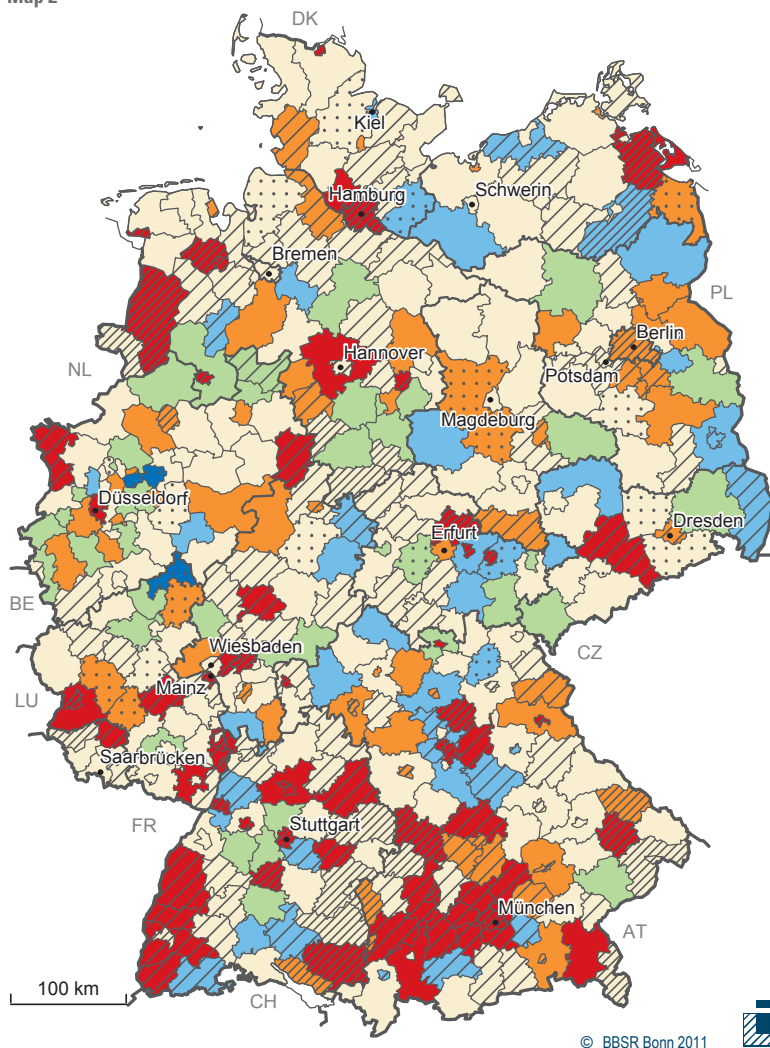 Map 2
DK
Kiel
Hamburg
Schwerin
Bremen
PL
Berlin
NL
Hannover
Potsdam
Magdeburg
Düsseldorf
Dresden
Erfurt
BE
Wiesbaden
CZ
Mainz
LU
Saarbrücken
FR
Stuttgart
München
AT
100 km
CH
© BBSR Bonn 2011